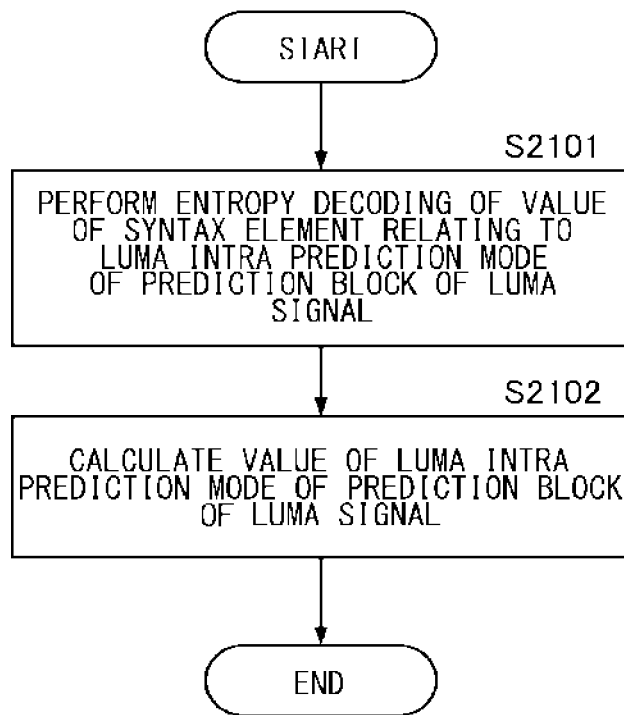 START
S2101
PERFORM ENTROPY DECODING OF VALUE
OF SYNTAX ELEMENT RELATING TO
LUMA INTRA PREDICTION MODE
OF PREDICTION BLOCK OF LUMA
SIGNAL
S2102
CALCULATE VALUE OF LUMA INTRA
PREDICTION MODE OF PREDICTION BLOCK
OF LUMA SIGNAL
END